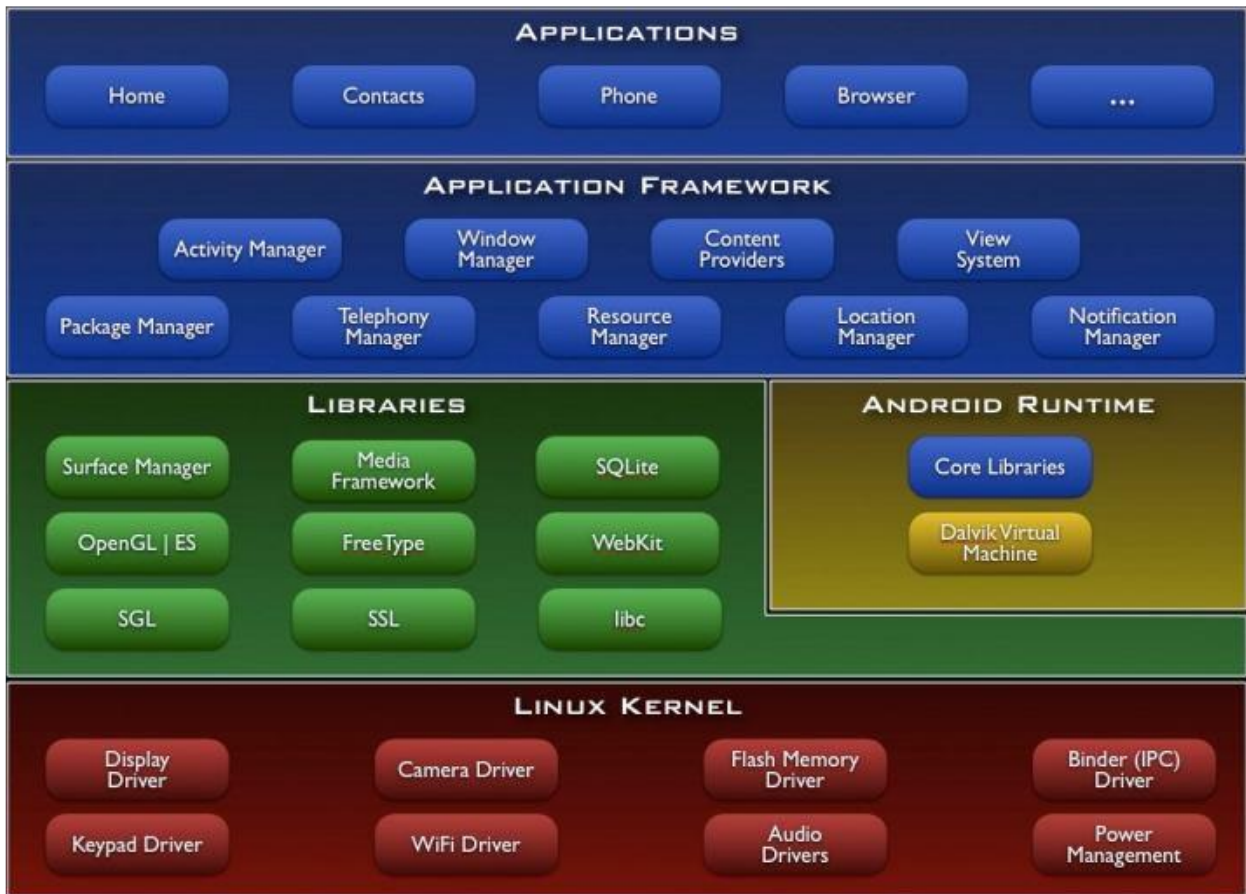 APPLICATIONS
Home
Contacts
Phone
Browser
...
APPLICATION FRAMEWORK
Activity Manager
Window
Manager
Content
Providers
View
System
Package Manager
Telephony
Manager
Resource
Manager
Location
Manager
Notification
Manager
LIBRARIES
Surface Manager
Media
Framework
SQLite
OpenGL | ES
FreeType
WebKit
SGL
SSL
libc
ANDROID RUNTIME
Core Libraries
Dalvik Virtual
Machine
LINUX KERNEL
Display
Driver
Camera Driver
Flash Memory
Driver
Binder (IPC)
Driver
Keypad Driver
WiFi Driver
Audio
Drivers
Power
Management